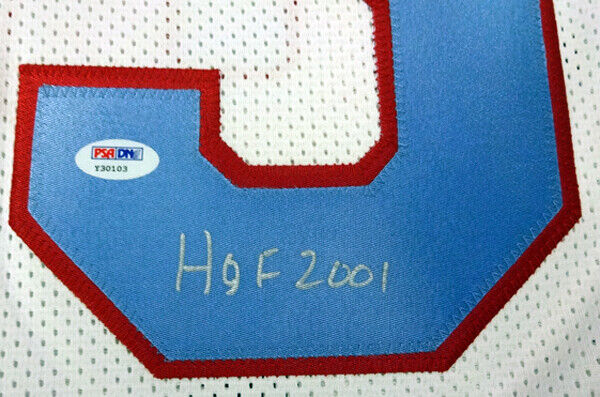 PSA DNA
Y30103
HOF 2001